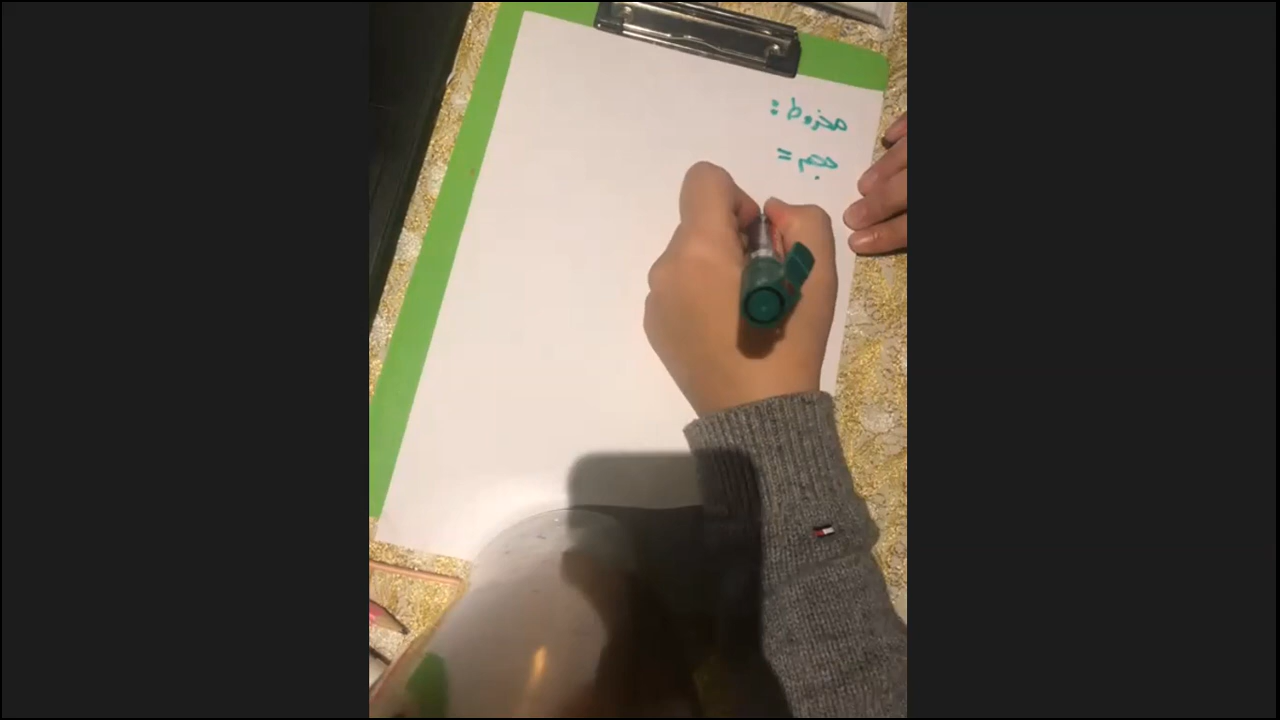 مخروط :
حجم =